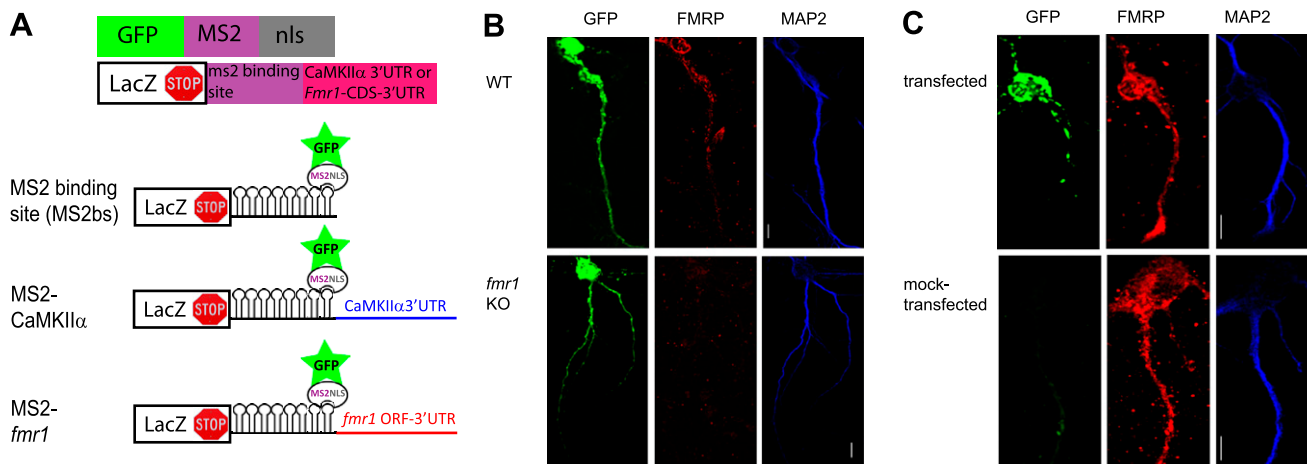 A
GFP MS2 nls
LacZ STOP ms2 binding site CaMKIIα 3'UTR or Fmr1-CDS-3'UTR
GFP
MS2NLS
MS2 binding
site (MS2bs)
LacZ STOP
GFP
MS2NLS
MS2-
CaMKIIα
LacZ STOP
CaMKIIα3'UTR
GFP
MS2NLS
MS2-
fmr1
LacZ STOP
fmr1 ORF-3'UTR
B
GFP FMRP MAP2
WT
fmr1
KO
C
GFP FMRP MAP2
transfected
mock-
transfected